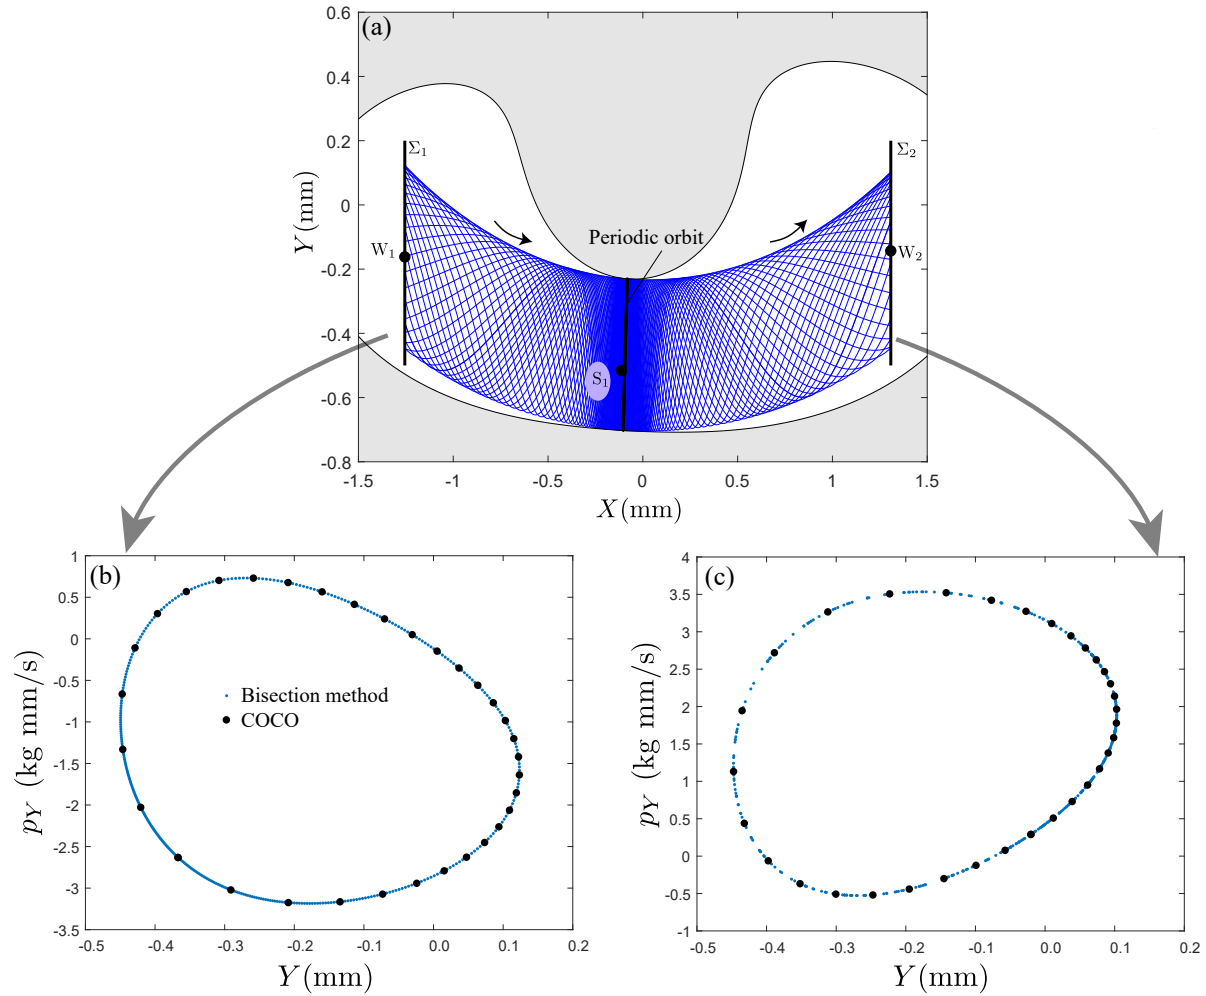 (a)
0.6
0.4
0.2
0
-0.2
-0.4
-0.6
-0.8
Y(mm)
Σ1
Σ2
W1
W2
Periodic orbit
S1
-1.5 -1 -0.5 0 0.5 1 1.5
X(mm)
(b)
1
0.5
0
-0.5
-1
-1.5
-2
-2.5
-3
-3.5
pY (kg mm/s)
Bisection method
COCO
-0.5 -0.4 -0.3 -0.2 -0.1 0.0 0.1 0.2
Y(mm)
(c)
4
3.5
3
2.5
2
1.5
1
0.5
0
-0.5
-1
pY (kg mm/s)
-0.5 -0.4 -0.3 -0.2 -0.1 0.0 0.1 0.2
Y(mm)